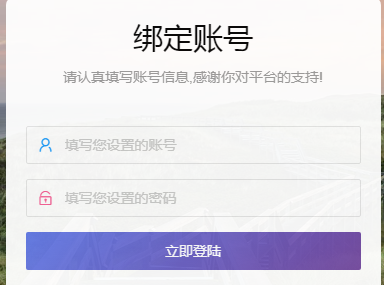 绑定账号
请认真填写账号信息,感谢你对平台的支持!
填写您设置的账号
填写您设置的密码
立即登陆